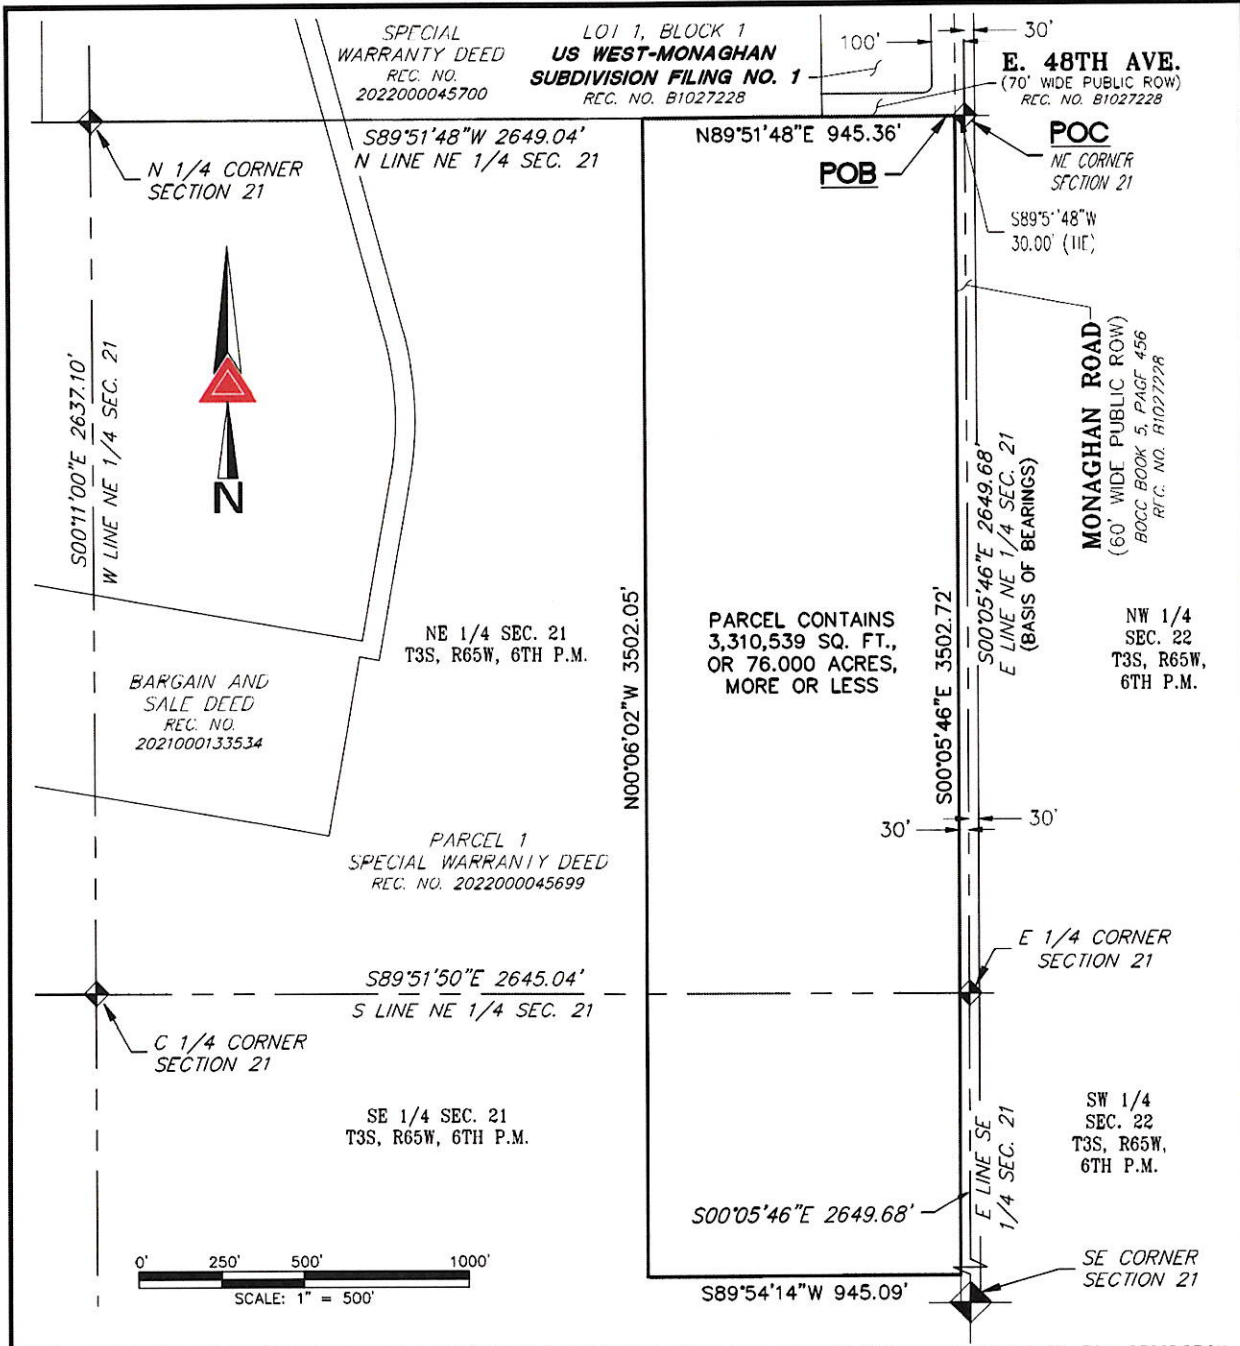 SPECIAL
WARRANTY DEED
REC. NO.
2022000045700
LOT 1, BLOCK 1
US WEST-MONAGHAN
SUBDIVISION FILING NO. 1
REC. NO. B1027228
100'
30'
E. 48TH AVE.
(70' WIDE PUBLIC ROW)
REC. NO. B1027228
S89°51'48"W 2649.04'
N LINE NE 1/4 SEC. 21
N89°51'48"E 945.36'
POB
POC
NE CORNER
SECTION 21
N 1/4 CORNER
SECTION 21
S89°5 '48"W
30.00' (TIE)
N
S00°11'00"E 2637.10'
W LINE NE 1/4 SEC. 21
MONAGHAN ROAD
(60' WIDE PUBLIC ROW)
BOCC BOOK 5, PAGE 456
REC. NO. B1027228
S00°05'46"E 2649.68'
E LINE NE 1/4 SEC. 21
(BASIS OF BEARINGS)
NE 1/4 SEC. 21
T3S, R65W, 6TH P.M.
N00°06'02"W 3502.05'
PARCEL CONTAINS
3,310,539 SQ. FT.,
OR 76.000 ACRES,
MORE OR LESS
S00°05'46"E 3502.72'
NW 1/4
SEC. 22
T3S, R65W,
6TH P.M.
BARGAIN AND
SALE DEED
REC. NO.
2021000133534
30'
30'
PARCEL 1
SPECIAL WARRANTY DEED
REC. NO. 2022000045699
E 1/4 CORNER
SECTION 21
S89°51'50"E 2645.04'
S LINE NE 1/4 SEC. 21
C 1/4 CORNER
SECTION 21
SE 1/4 SEC. 21
T3S, R65W, 6TH P.M.
SW 1/4
SEC. 22
T3S, R65W,
6TH P.M.
E LINE SE
1/4 SEC. 21
S00°05'46"E 2649.68'
SE CORNER
SECTION 21
0' 250' 500' 1000'
SCALE: 1" = 500'
S89°54'14"W 945.09'